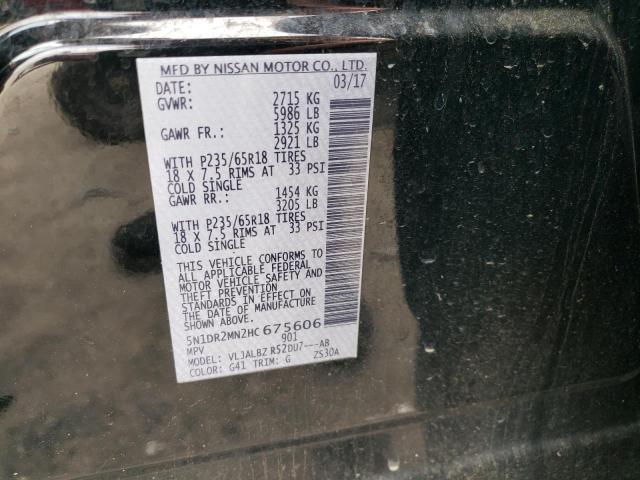 MFD BY NISSAN MOTOR CO., LTD.
DATE: 03/17
GVWR: 2715 KG
5986 LB
GAWR FR.: 1325 KG
2921 LB
WITH P235/65R18 TIRES
18 X 7.5 RIMS AT 33 PSI
COLD SINGLE
GAWR RR.: 1454 KG
3205 LB
WITH P235/65R18 TIRES
18 X 7.5 RIMS AT 33 PSI
COLD SINGLE
THIS VEHICLE CONFORMS TO
ALL APPLICABLE FEDERAL
MOTOR VEHICLE SAFETY AND
THEFT PREVENTION
STANDARDS IN EFFECT ON
THE DATE OF MANUFACTURE
SHOWN ABOVE.
5N1DR2MN2HC675606
MPV 901
MODEL: VLJALBZ R52DU7---AB
COLOR: G41 TRIM: G ZS30A